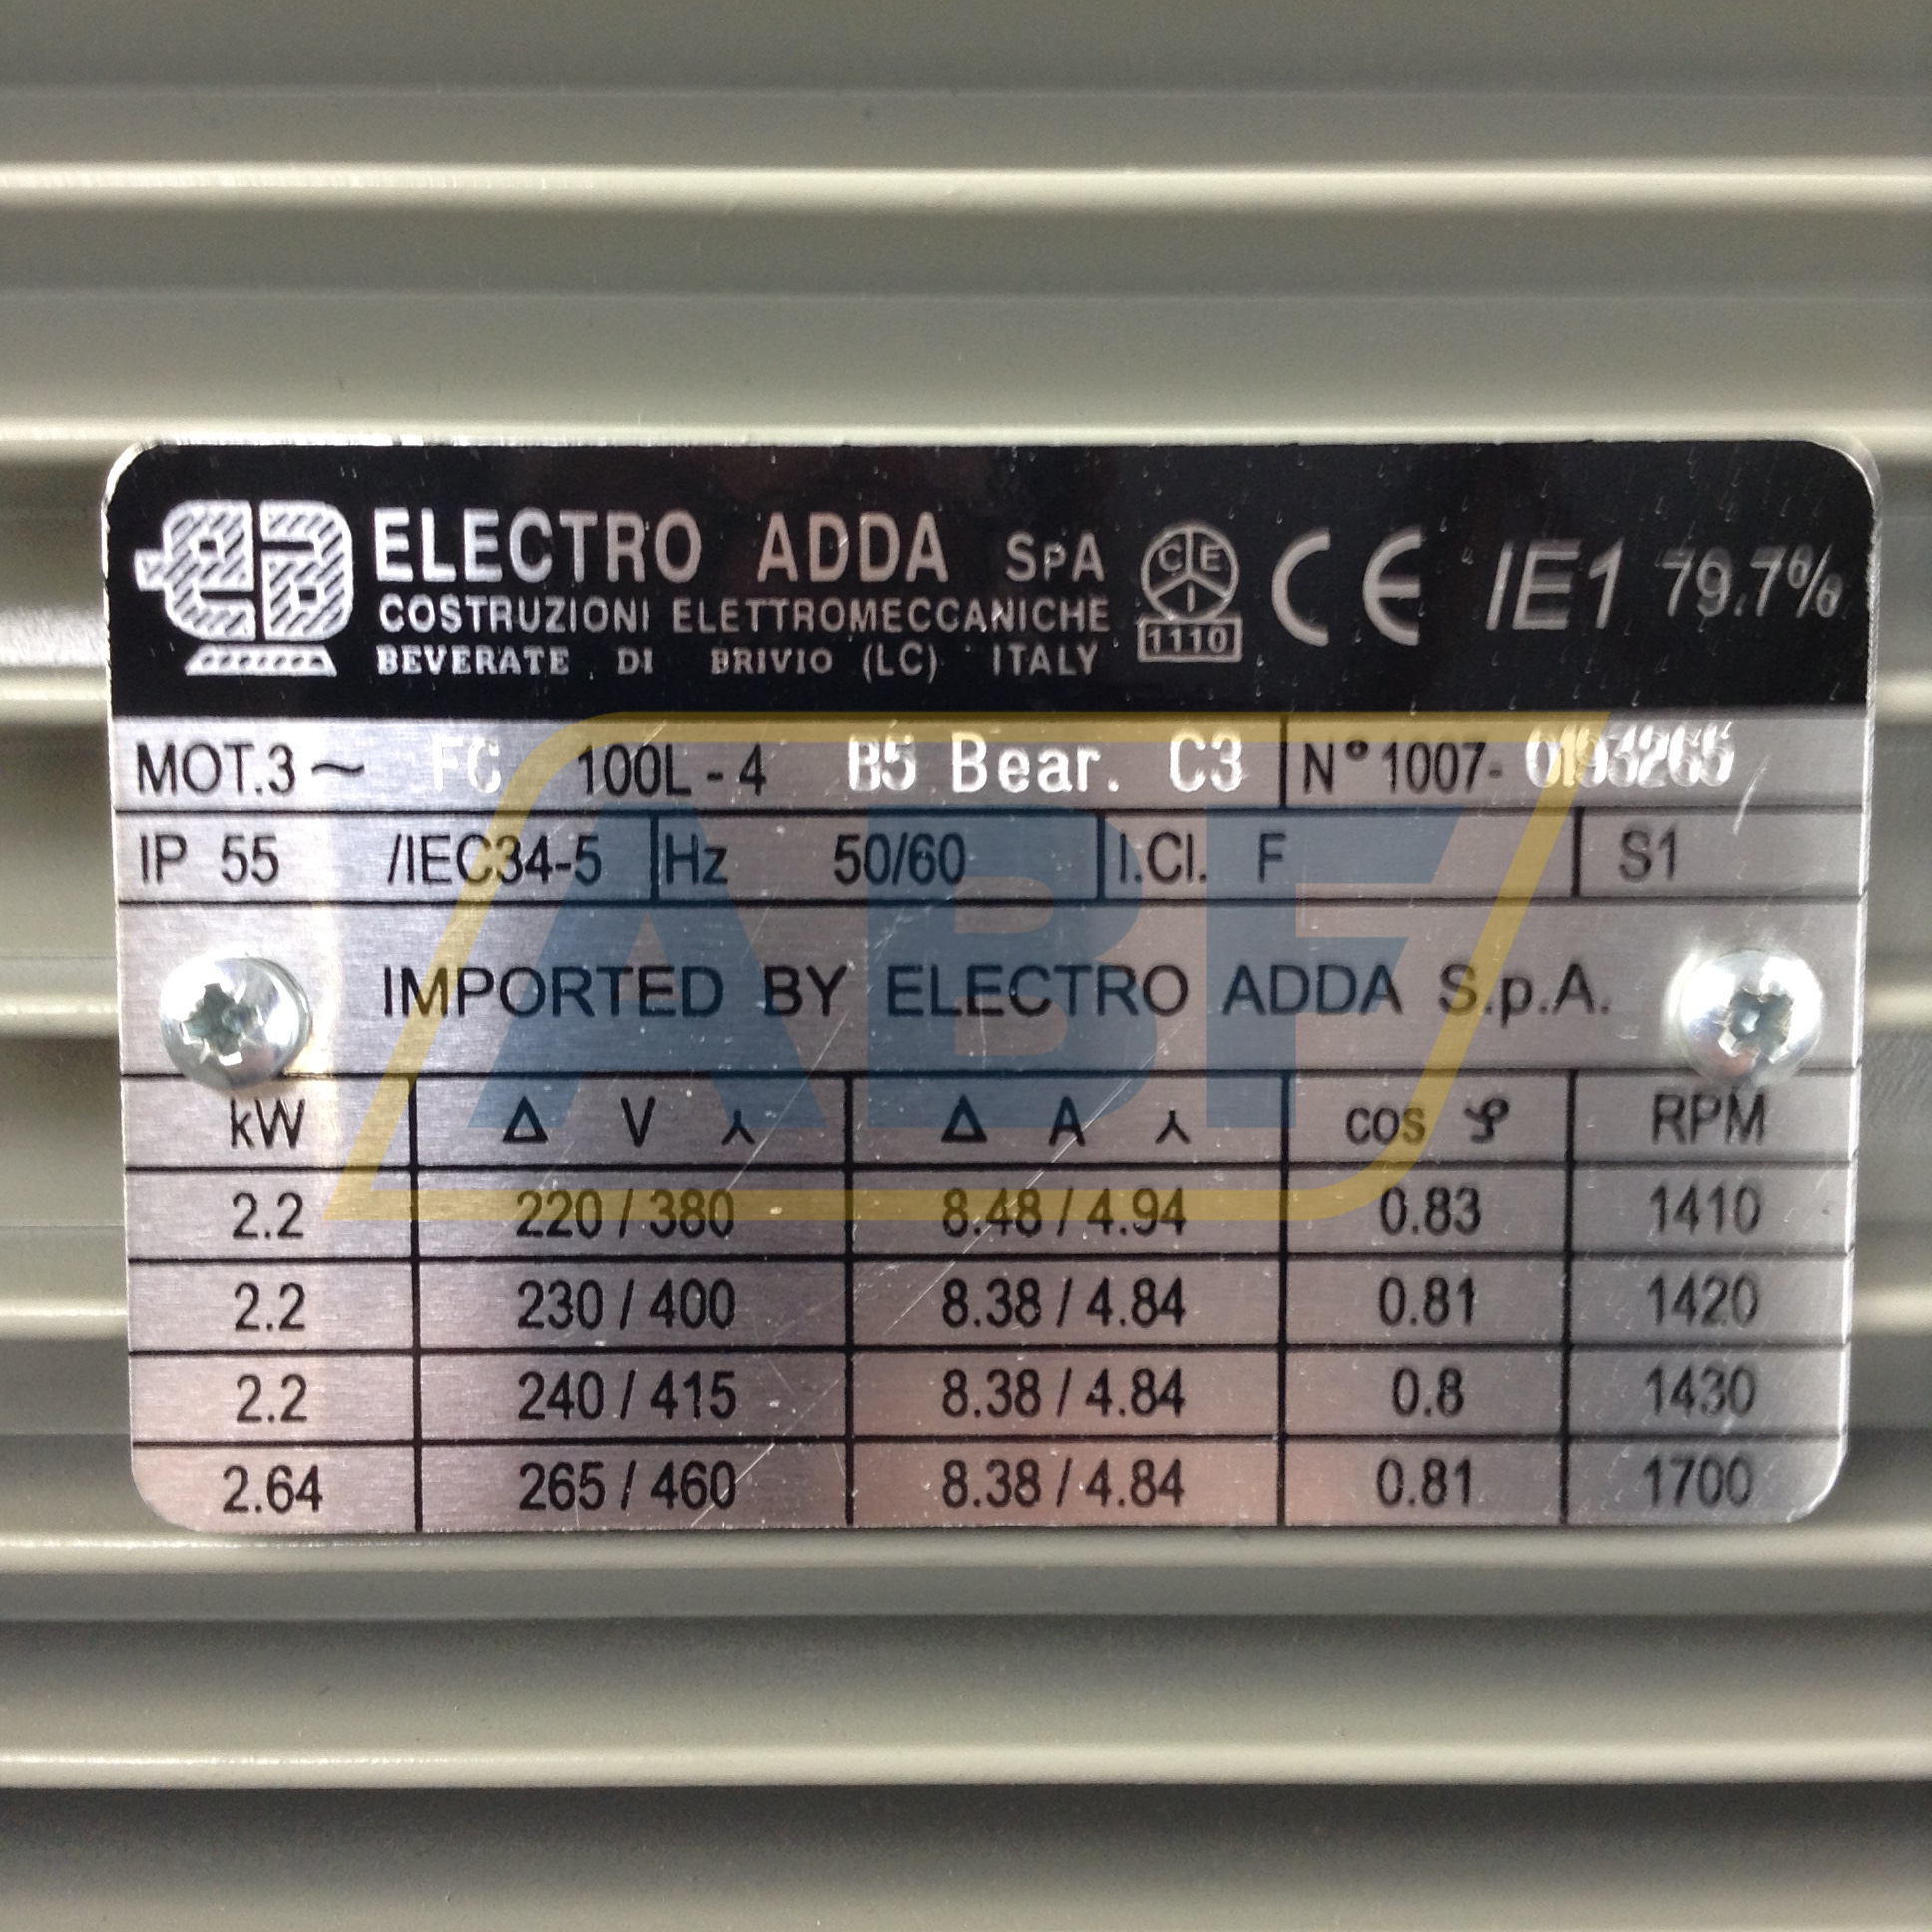 ELECTRO ADDA SPA
COSTRUZIONI ELETTROMECCANICHE
BEVERATE DI BRIVIO (LC) ITALY
CEI
1110
CE IE1 79.7%
MOT.3~ FC 100L-4 B5 Bear. C3 N° 1007- 0193265
IP 55 /IEC34-5 Hz 50/60 I.Cl. F S1
IMPORTED BY ELECTRO ADDA S.p.A.
kW Δ V ⅄ Δ A ⅄ cos φ RPM
2.2 220/380 8.48/4.94 0.83 1410
2.2 230/400 8.38/4.84 0.81 1420
2.2 240/415 8.38/4.84 0.8 1430
2.64 265/460 8.38/4.84 0.81 1700
ABF